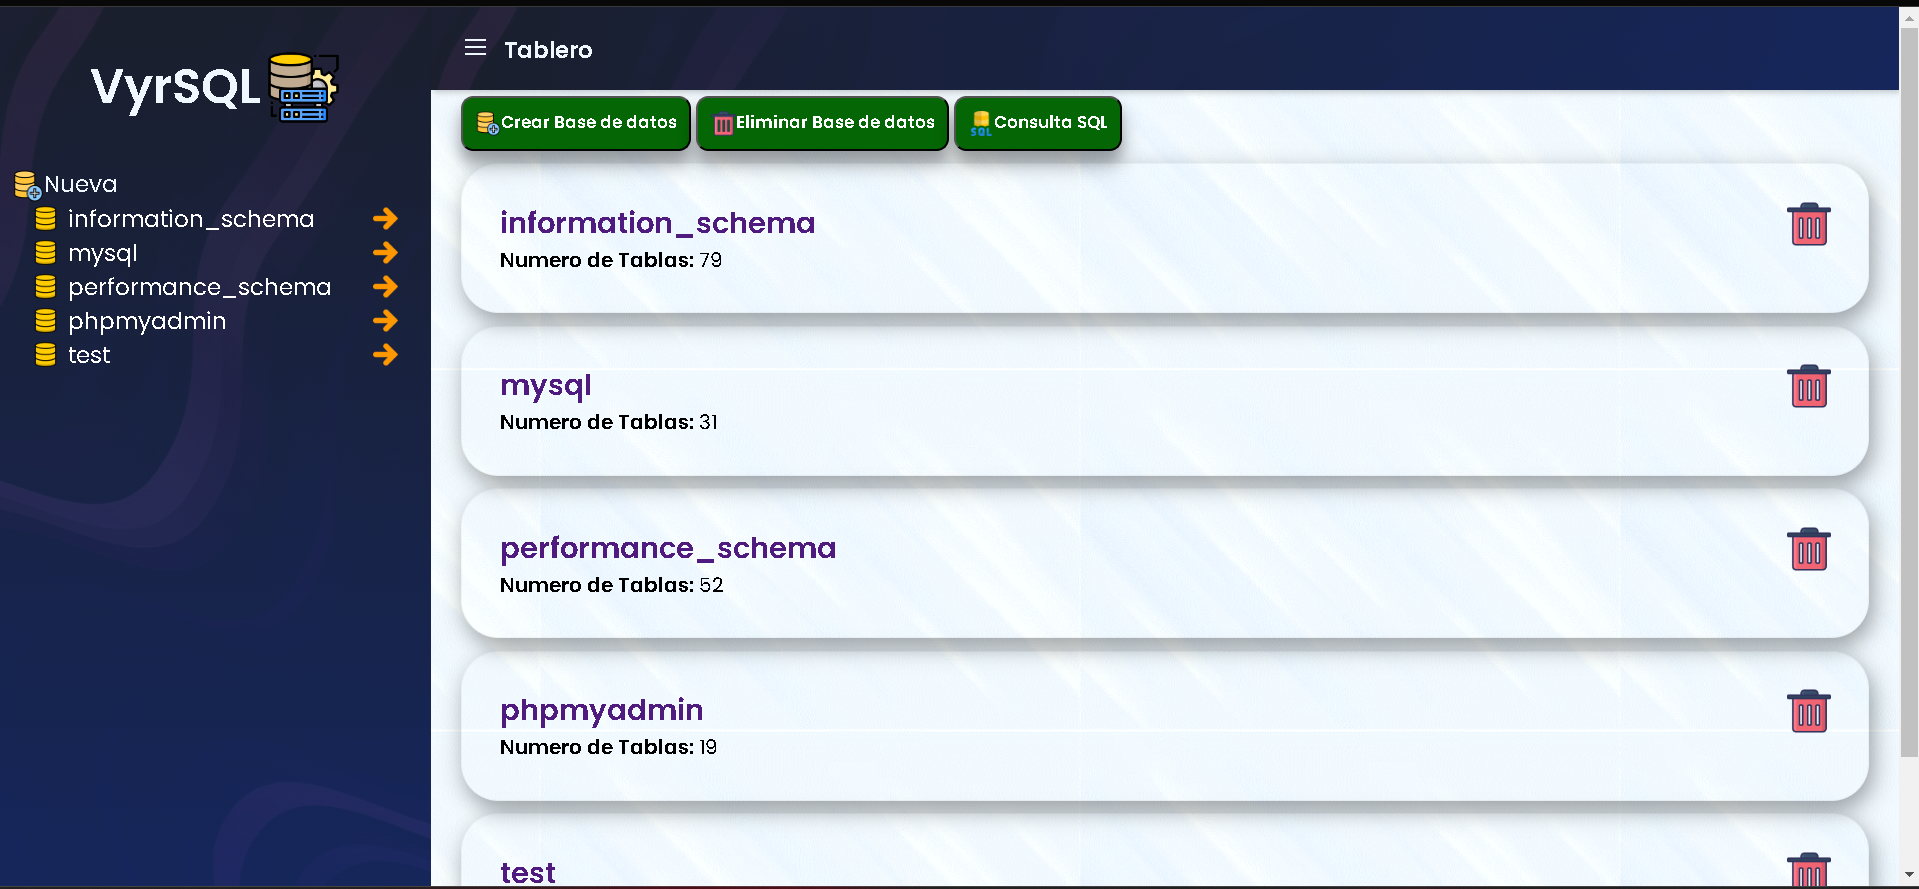 VyrSQL
Nueva
information_schema
mysql
performance_schema
phpmyadmin
test
Tablero
Crear Base de datos
Eliminar Base de datos
SQL
Consulta SQL
information_schema
Numero de Tablas: 79
mysql
Numero de Tablas: 31
performance_schema
Numero de Tablas: 52
phpmyadmin
Numero de Tablas: 19
test